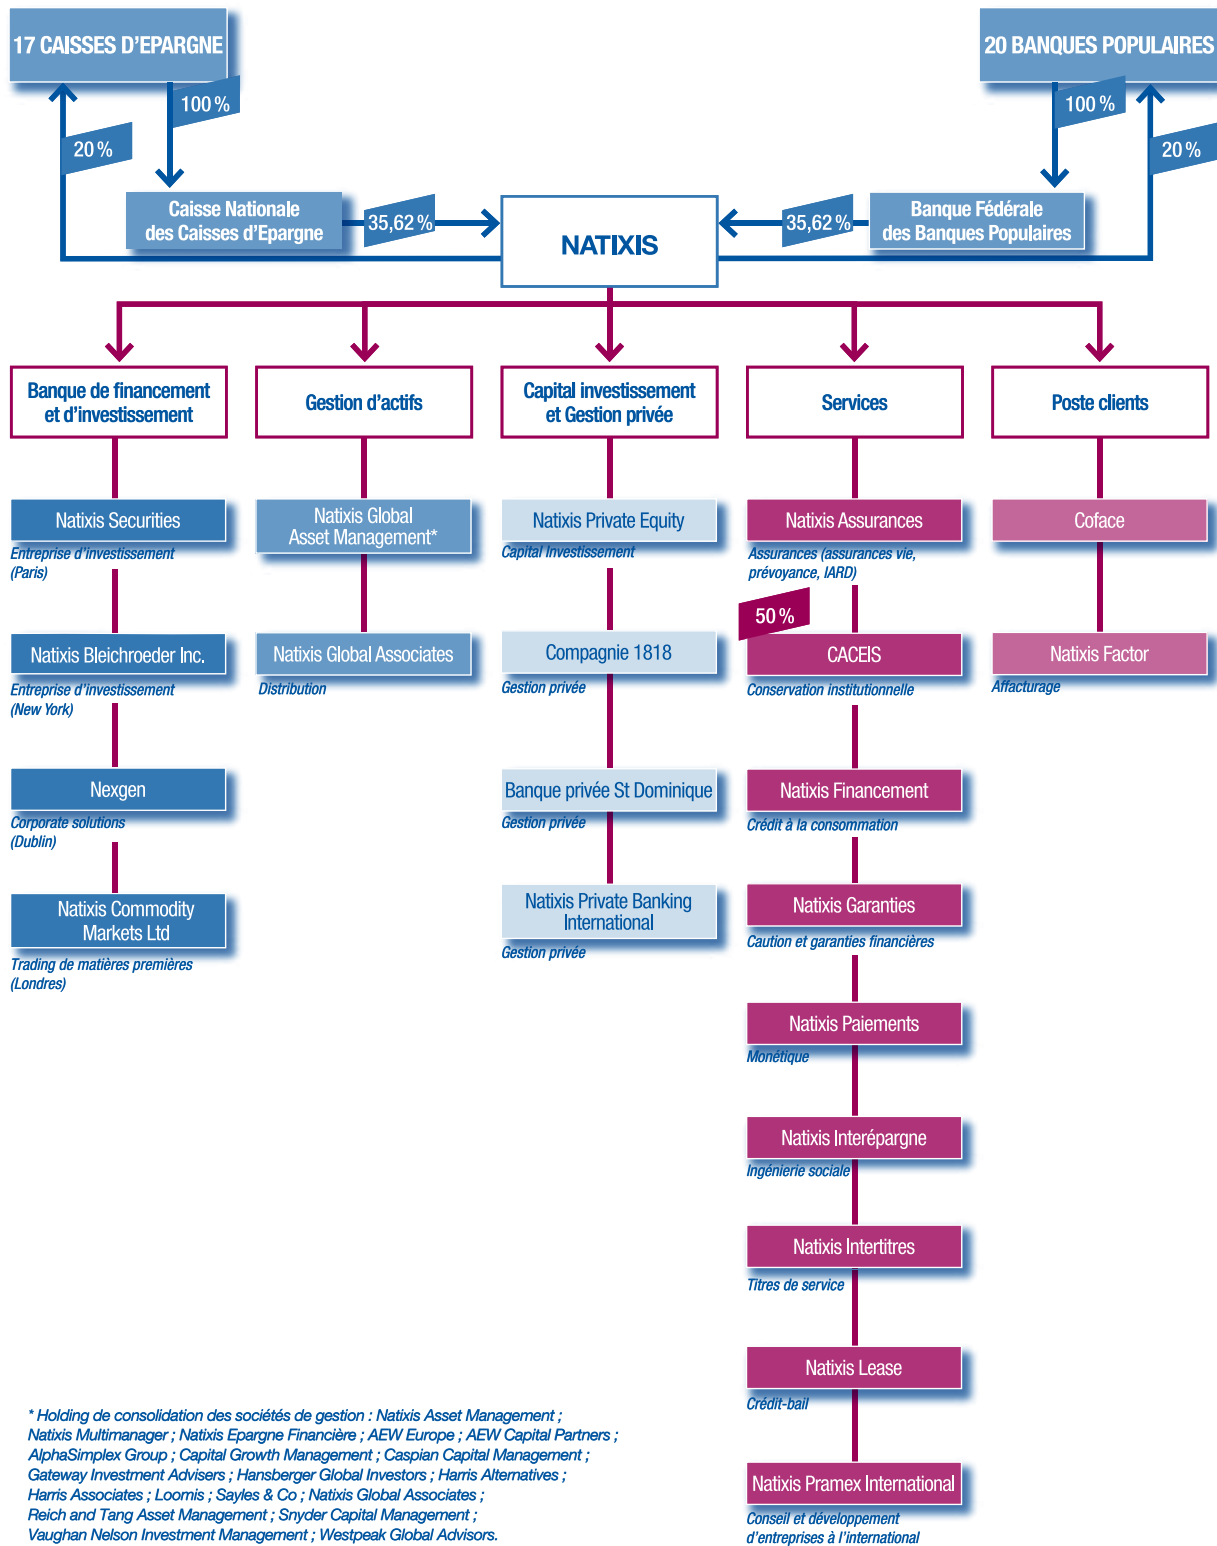 17 CAISSES D'EPARGNE
20 BANQUES POPULAIRES
100 %
100 %
20 %
20 %
Caisse Nationale
des Caisses d'Epargne
35,62 %
NATIXIS
35,62 %
Banque Fédérale
des Banques Populaires
Banque de financement
et d'investissement
Natixis Securities
Entreprise d'investissement
(Paris)
Natixis Bleichroeder Inc.
Entreprise d'investissement
(New York)
Nexgen
Corporate solutions
(Dublin)
Natixis Commodity
Markets Ltd
Trading de matières premières
(Londres)
Gestion d'actifs
Natixis Global
Asset Management*
Natixis Global Associates
Distribution
Capital investissement
et Gestion privée
Natixis Private Equity
Capital Investissement
Compagnie 1818
Gestion privée
Banque privée St Dominique
Gestion privée
Natixis Private Banking
International
Gestion privée
Services
Natixis Assurances
Assurances (assurances vie,
prévoyance, IARD)
50 %
CACEIS
Conservation institutionnelle
Natixis Financement
Crédit à la consommation
Natixis Garanties
Caution et garanties financières
Natixis Paiements
Monétique
Natixis Interépargne
Ingénierie sociale
Natixis Intertitres
Titres de service
Natixis Lease
Crédit-bail
Natixis Pramex International
Conseil et développement
d'entreprises à l'international
Poste clients
Coface
Natixis Factor
Affacturage
* Holding de consolidation des sociétés de gestion : Natixis Asset Management ;
Natixis Multimanager ; Natixis Epargne Financière ; AEW Europe ; AEW Capital Partners ;
AlphaSimplex Group ; Capital Growth Management ; Caspian Capital Management ;
Gateway Investment Advisers ; Hansberger Global Investors ; Harris Alternatives ;
Harris Associates ; Loomis ; Sayles & Co ; Natixis Global Associates ;
Reich and Tang Asset Management ; Snyder Capital Management ;
Vaughan Nelson Investment Management ; Westpeak Global Advisors.